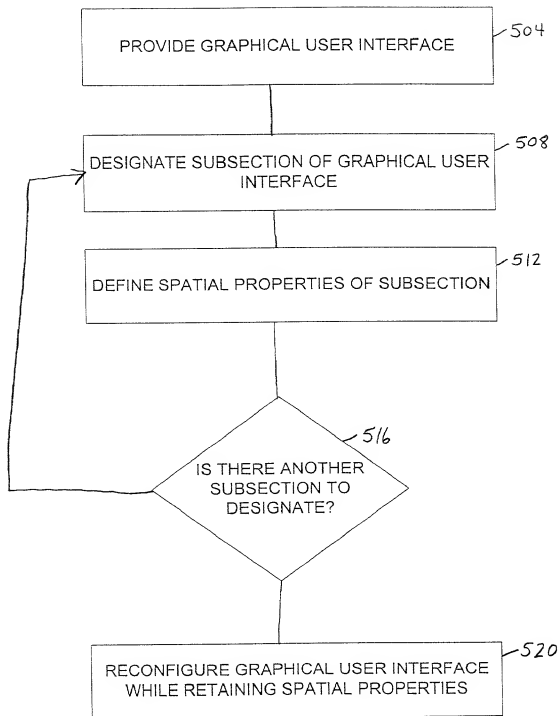 PROVIDE GRAPHICAL USER INTERFACE
504
DESIGNATE SUBSECTION OF GRAPHICAL USER
INTERFACE
508
DEFINE SPATIAL PROPERTIES OF SUBSECTION
512
516
IS THERE ANOTHER
SUBSECTION TO
DESIGNATE?
RECONFIGURE GRAPHICAL USER INTERFACE
WHILE RETAINING SPATIAL PROPERTIES
520